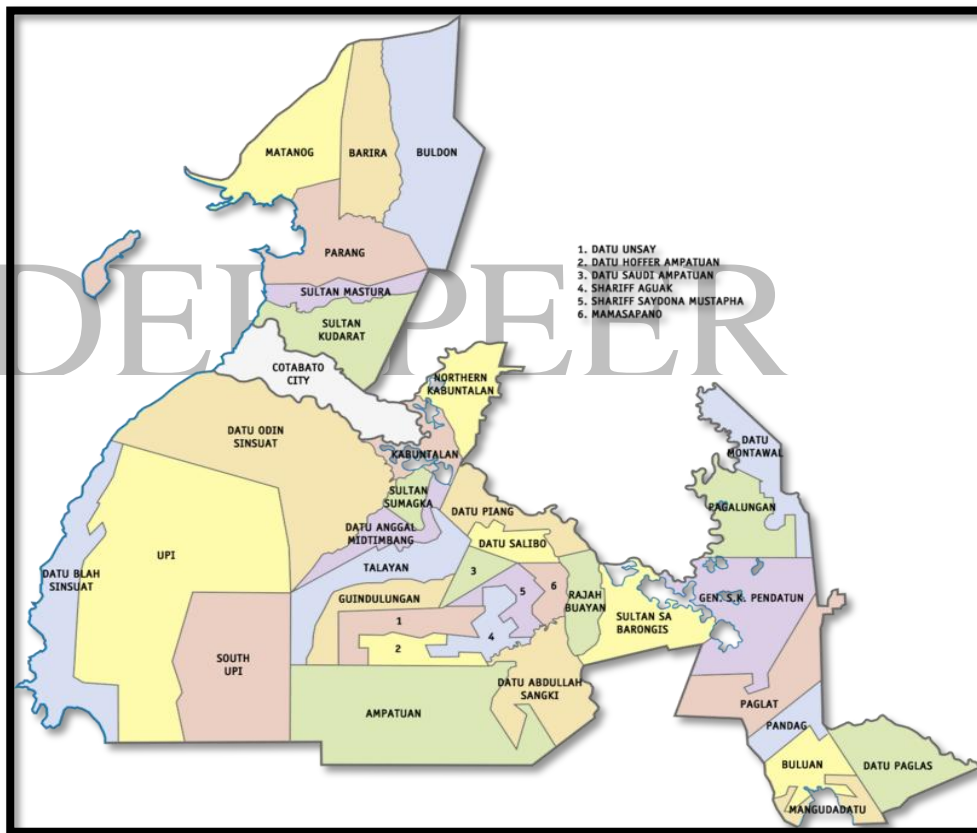 MATANOG
BARIRA
BULDON
PARANG
SULTAN MASTURA
SULTAN
KUDARAT
COTABATO
CITY
1. DATU UNSAY
2. DATU HOFFER AMPATUAN
3. DATU SAUDI AMPATUAN
4. SHARIFF AGUAK
5. SHARIFF SAYDONA MUSTAPHA
6. MAMASAPANO
NORTHERN
KABUNTALAN
DATU ODIN
SINSUAT
KABUNTALAN
DATU
MONTAWAL
SULTAN
SUMAGKA
PAGALUNGAN
DATU PIANG
DATU ANGGAL
MIDTIMBANG
DATU SALIBO
UPI
TALAYAN
DATU BLAH
SINSUAT
3
GUINDULUNGAN
5
6
RAJAH
BUAYAN
GEN. S.K. PENDATUN
SULTAN SA
BARONGIS
1
4
2
SOUTH
UPI
DATU ABDULLAH
SANGKI
PAGLAT
AMPATUAN
PANDAG
BULUAN
DATU PAGLAS
MANGUDADATU